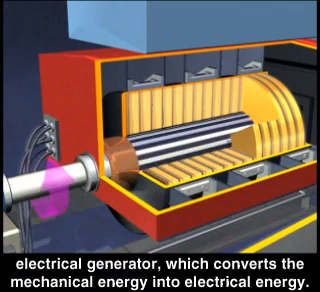 electrical generator, which converts the
mechanical energy into electrical energy.